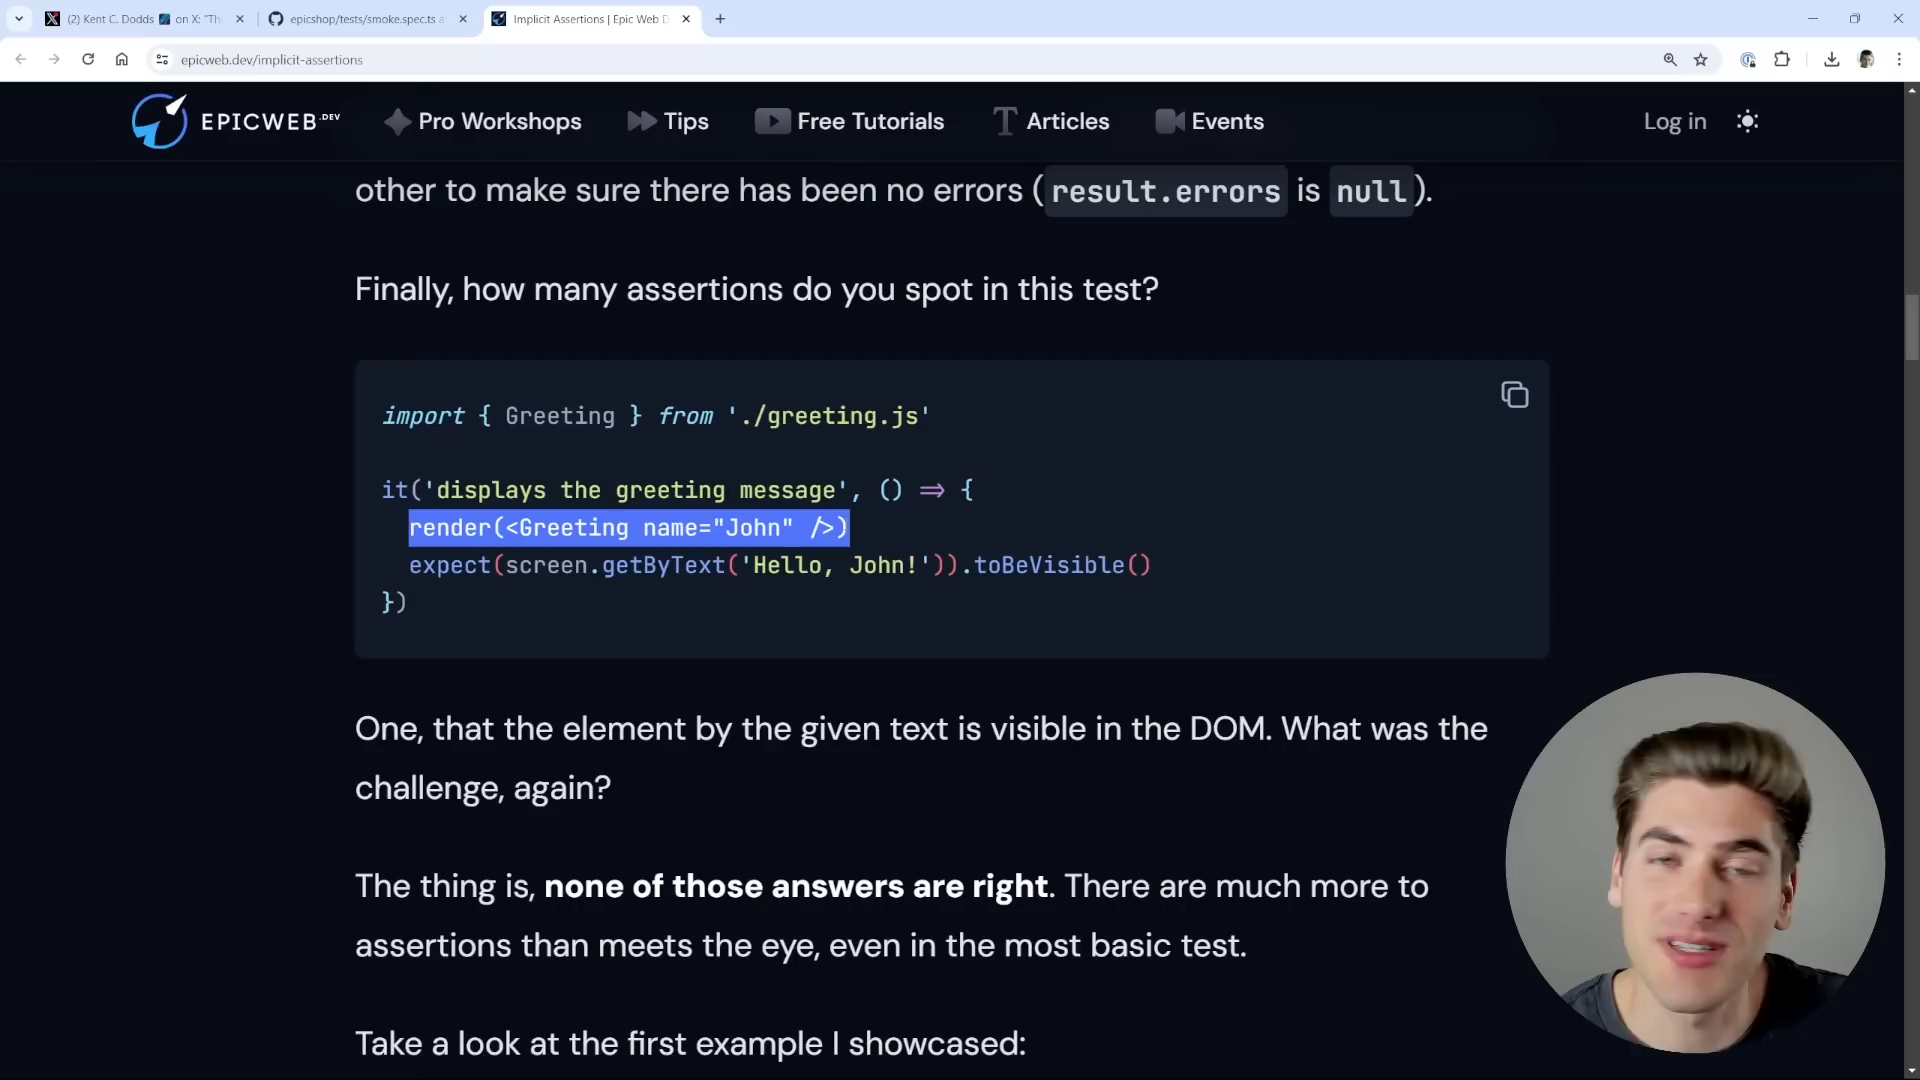 (2) Kent C. Dodds on X: "Th
epicshop/tests/smoke.spec.ts a
Implicit Assertions | Epic Web D
epicweb.dev/implicit-assertions
EPICWEB.DEV
Pro Workshops
Tips
Free Tutorials
Articles
Events
Log in
other to make sure there has been no errors (result.errors is null).
Finally, how many assertions do you spot in this test?
import { Greeting } from './greeting.js'
it('displays the greeting message', () => {
render(<Greeting name="John" />)
expect(screen.getByText('Hello, John!')).toBeVisible()
})
One, that the element by the given text is visible in the DOM. What was the
challenge, again?
The thing is, none of those answers are right. There are much more to
assertions than meets the eye, even in the most basic test.
Take a look at the first example I showcased: